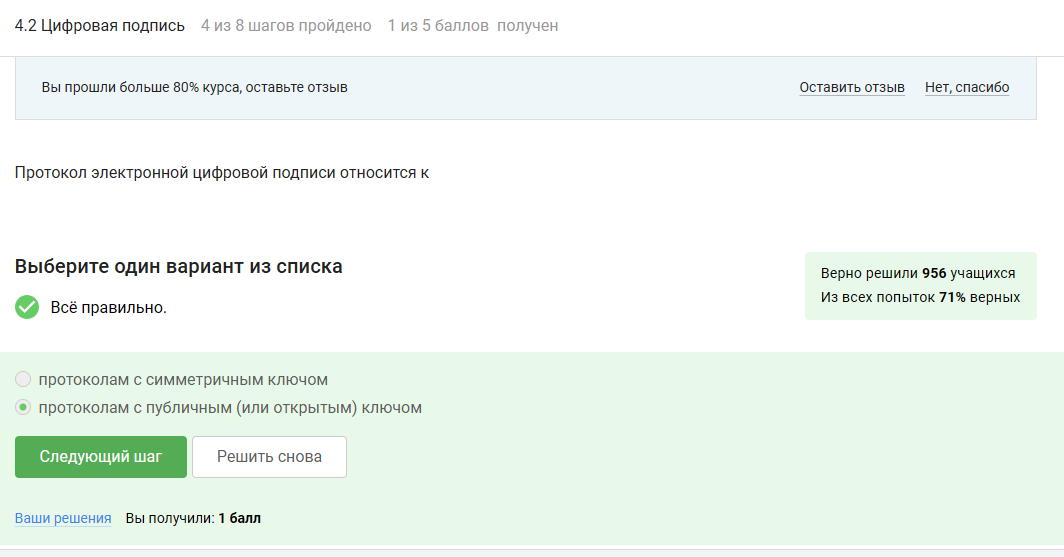 4.2 Цифровая подпись 4 из 8 шагов пройдено 1 из 5 баллов получен
Вы прошли больше 80% курса, оставьте отзыв Оставить отзыв Нет, спасибо
Протокол электронной цифровой подписи относится к
Выберите один вариант из списка
Всё правильно.
Верно решили 956 учащихся
Из всех попыток 71% верных
протоколам с симметричным ключом
протоколам с публичным (или открытым) ключом
Следующий шаг Решить снова
Ваши решения Вы получили: 1 балл